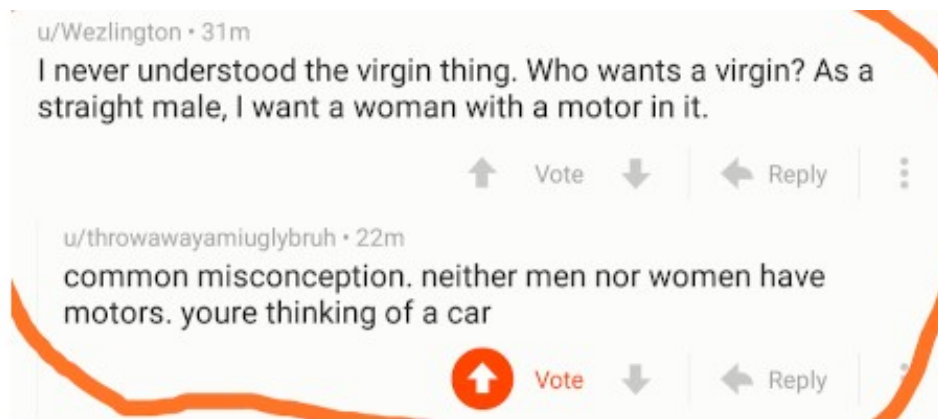 u/Wezlington • 31m
I never understood the virgin thing. Who wants a virgin? As a
straight male, I want a woman with a motor in it.
Vote Reply
u/throwawayamiuglybruh • 22m
common misconception. neither men nor women have
motors. youre thinking of a car
Vote Reply